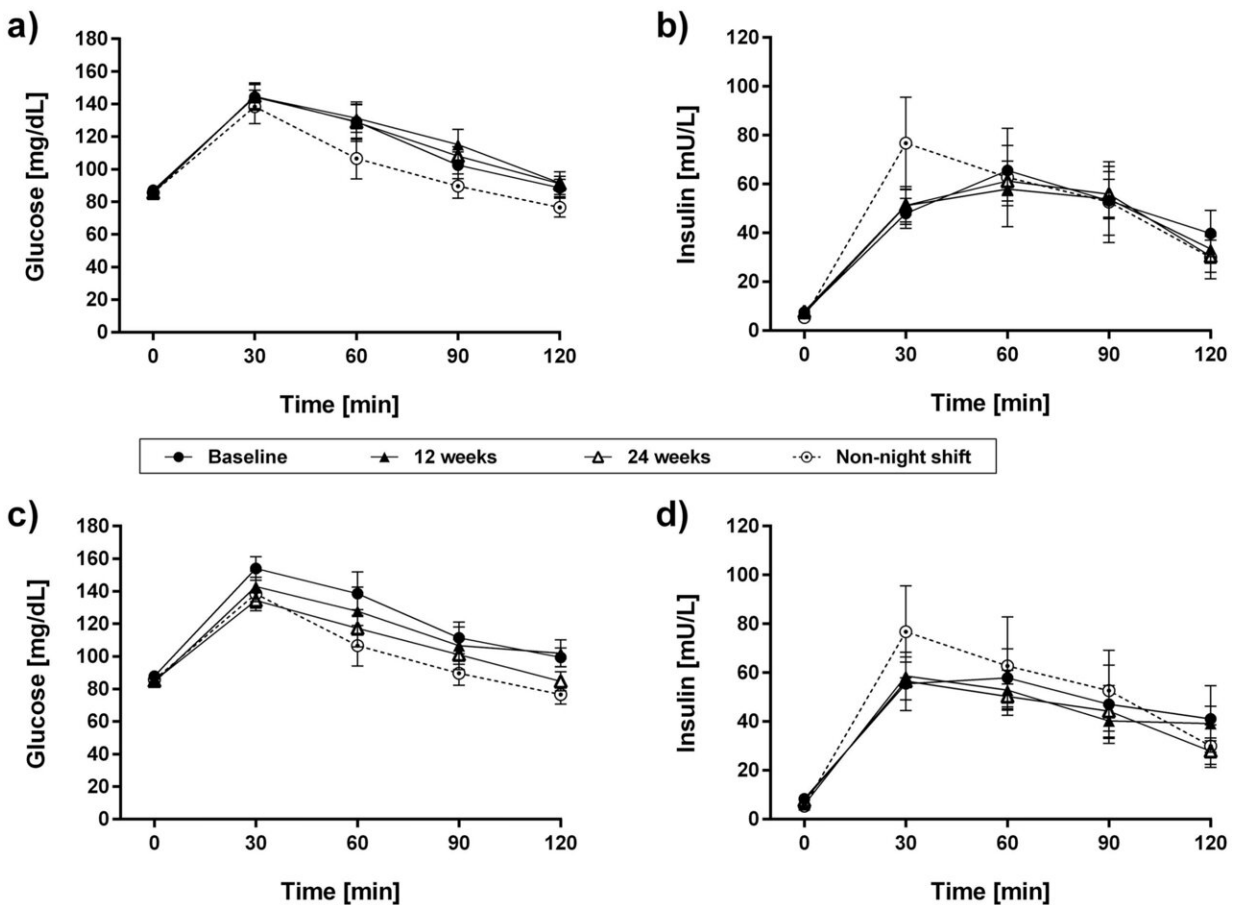 a)
Glucose [mg/dL]
180
160
140
120
100
80
60
40
20
0
0 30 60 90 120
Time [min]
b)
Insulin [mU/L]
120
100
80
60
40
20
0
0 30 60 90 120
Time [min]
Baseline 12 weeks 24 weeks Non-night shift
c)
Glucose [mg/dL]
180
160
140
120
100
80
60
40
20
0
0 30 60 90 120
Time [min]
d)
Insulin [mU/L]
120
100
80
60
40
20
0
0 30 60 90 120
Time [min]